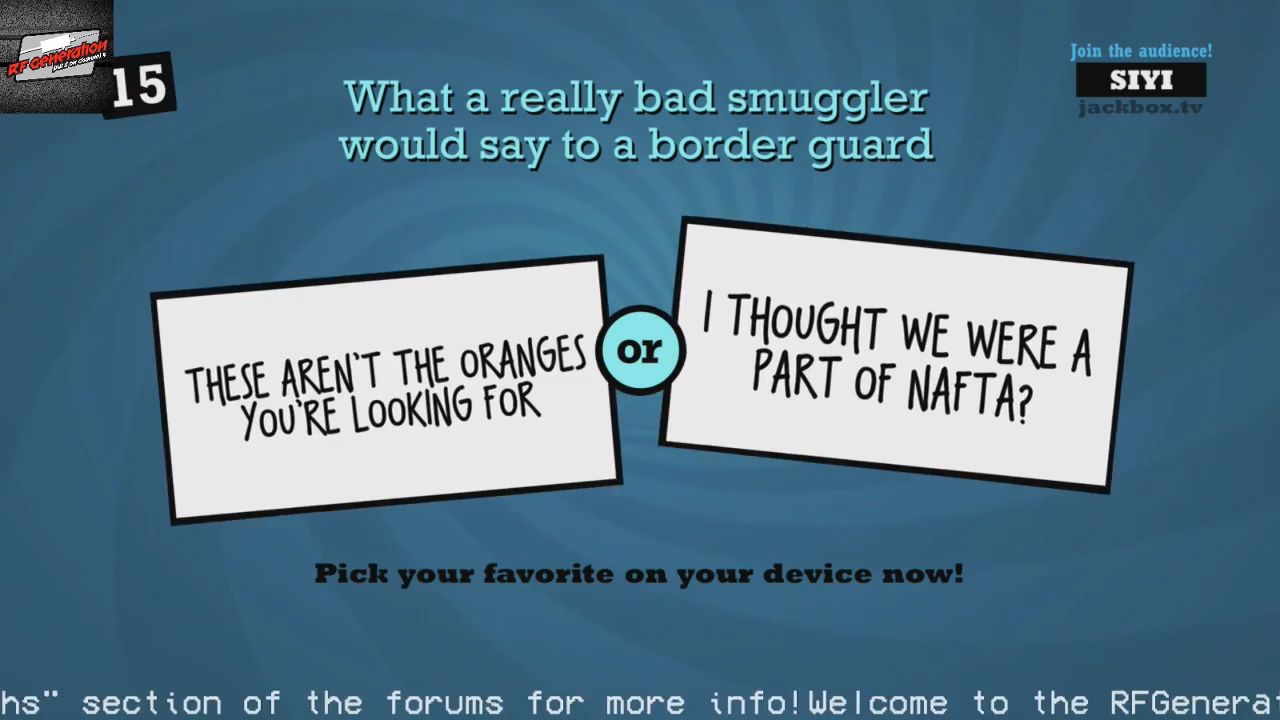 RF Generation
15
Join the audience!
SIYI
jackbox.tv
What a really bad smuggler
would say to a border guard
THESE AREN'T THE ORANGES
YOU'RE LOOKING FOR
or
I THOUGHT WE WERE A
PART OF NAFTA?
Pick your favorite on your device now!
hs" section of the forums for more info!Welcome to the RFGenera